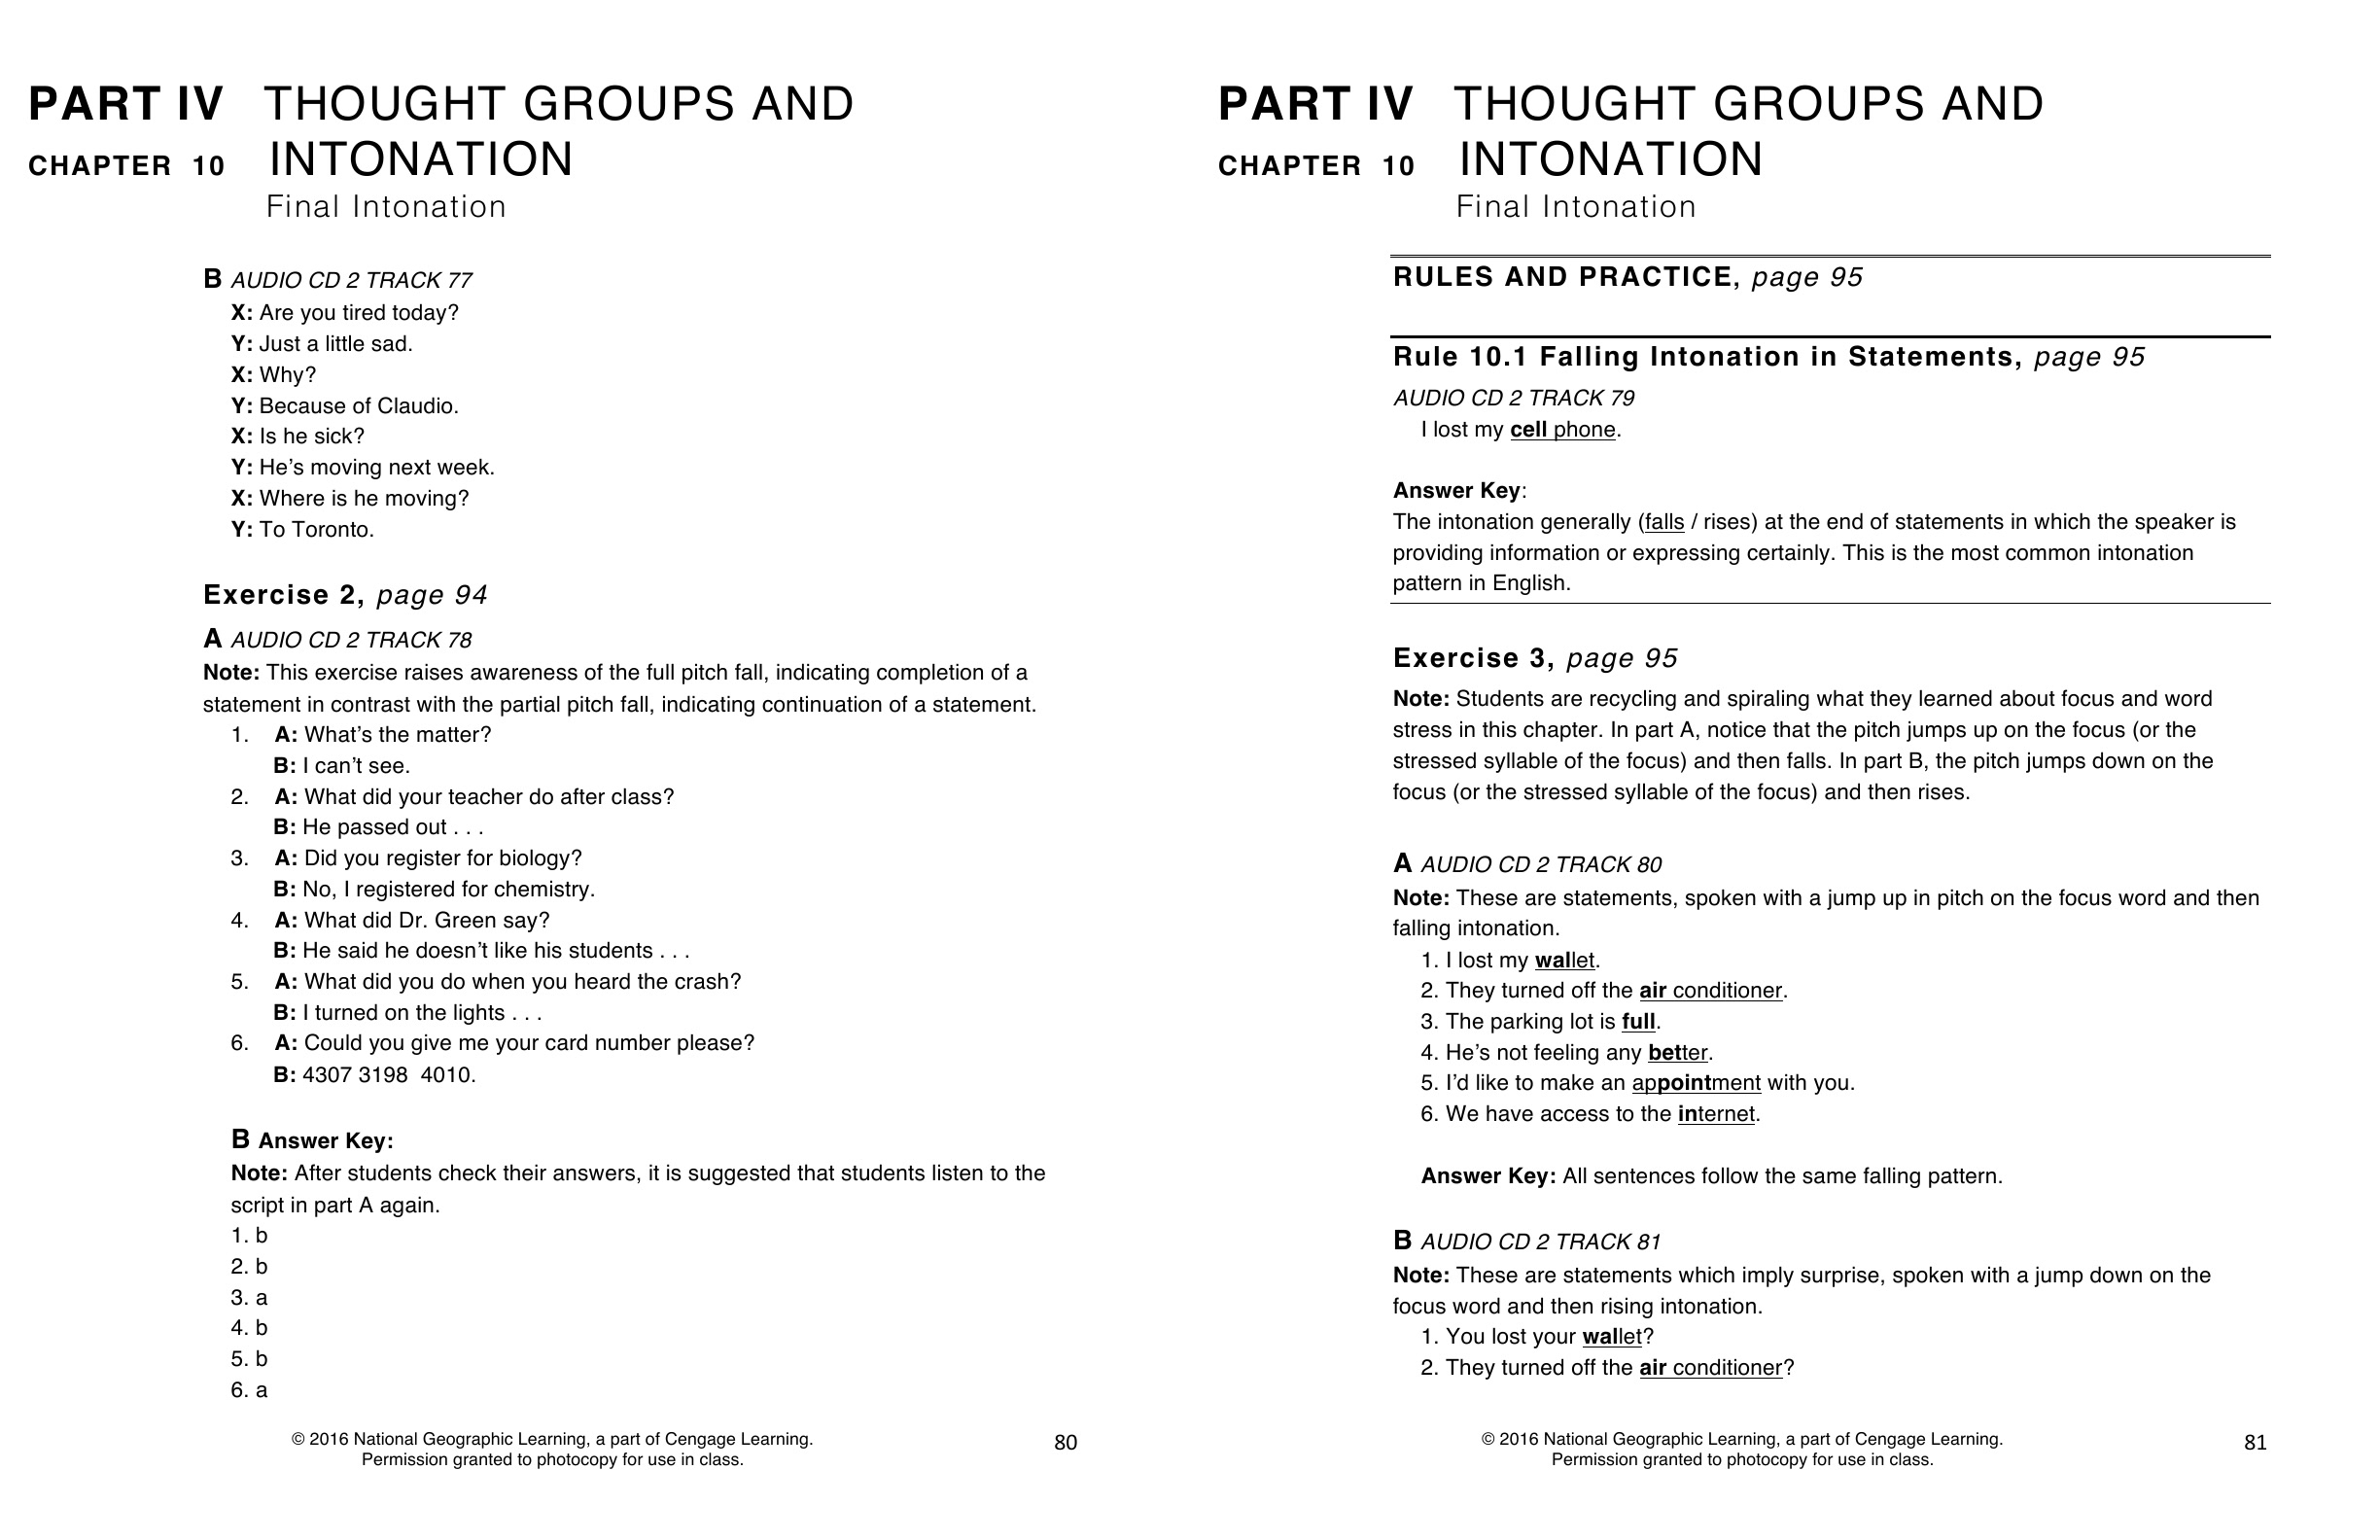 PART IV THOUGHT GROUPS AND
CHAPTER 10 INTONATION
Final Intonation
B AUDIO CD 2 TRACK 77
X: Are you tired today?
Y: Just a little sad.
X: Why?
Y: Because of Claudio.
X: Is he sick?
Y: He’s moving next week.
X: Where is he moving?
Y: To Toronto.
Exercise 2, page 94
A AUDIO CD 2 TRACK 78
Note: This exercise raises awareness of the full pitch fall, indicating completion of a
statement in contrast with the partial pitch fall, indicating continuation of a statement.
1. A: What’s the matter?
B: I can’t see.
2. A: What did your teacher do after class?
B: He passed out . . .
3. A: Did you register for biology?
B: No, I registered for chemistry.
4. A: What did Dr. Green say?
B: He said he doesn’t like his students . . .
5. A: What did you do when you heard the crash?
B: I turned on the lights . . .
6. A: Could you give me your card number please?
B: 4307 3198 4010.
B Answer Key:
Note: After students check their answers, it is suggested that students listen to the
script in part A again.
1. b
2. b
3. a
4. b
5. b
6. a
© 2016 National Geographic Learning, a part of Cengage Learning.
Permission granted to photocopy for use in class.
80
PART IV THOUGHT GROUPS AND
CHAPTER 10 INTONATION
Final Intonation
RULES AND PRACTICE, page 95
Rule 10.1 Falling Intonation in Statements, page 95
AUDIO CD 2 TRACK 79
I lost my cell phone.
Answer Key:
The intonation generally (falls / rises) at the end of statements in which the speaker is
providing information or expressing certainly. This is the most common intonation
pattern in English.
Exercise 3, page 95
Note: Students are recycling and spiraling what they learned about focus and word
stress in this chapter. In part A, notice that the pitch jumps up on the focus (or the
stressed syllable of the focus) and then falls. In part B, the pitch jumps down on the
focus (or the stressed syllable of the focus) and then rises.
A AUDIO CD 2 TRACK 80
Note: These are statements, spoken with a jump up in pitch on the focus word and then
falling intonation.
1. I lost my wallet.
2. They turned off the air conditioner.
3. The parking lot is full.
4. He’s not feeling any better.
5. I’d like to make an appointment with you.
6. We have access to the internet.
Answer Key: All sentences follow the same falling pattern.
B AUDIO CD 2 TRACK 81
Note: These are statements which imply surprise, spoken with a jump down on the
focus word and then rising intonation.
1. You lost your wallet?
2. They turned off the air conditioner?
© 2016 National Geographic Learning, a part of Cengage Learning.
Permission granted to photocopy for use in class.
81